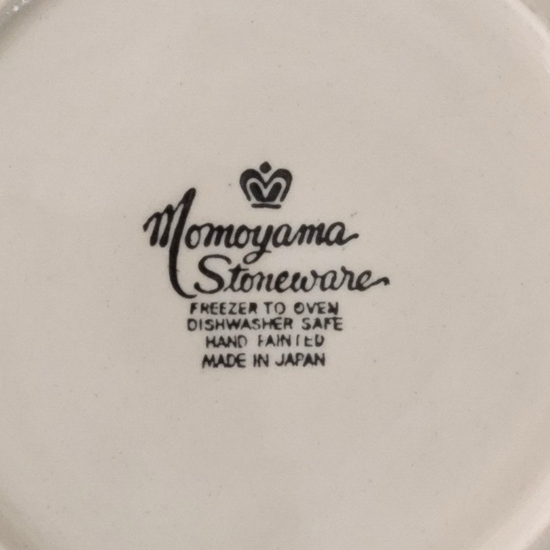 Momoyama
Stoneware
FREEZER TO OVEN
DISHWASHER SAFE
HAND PAINTED
MADE IN JAPAN